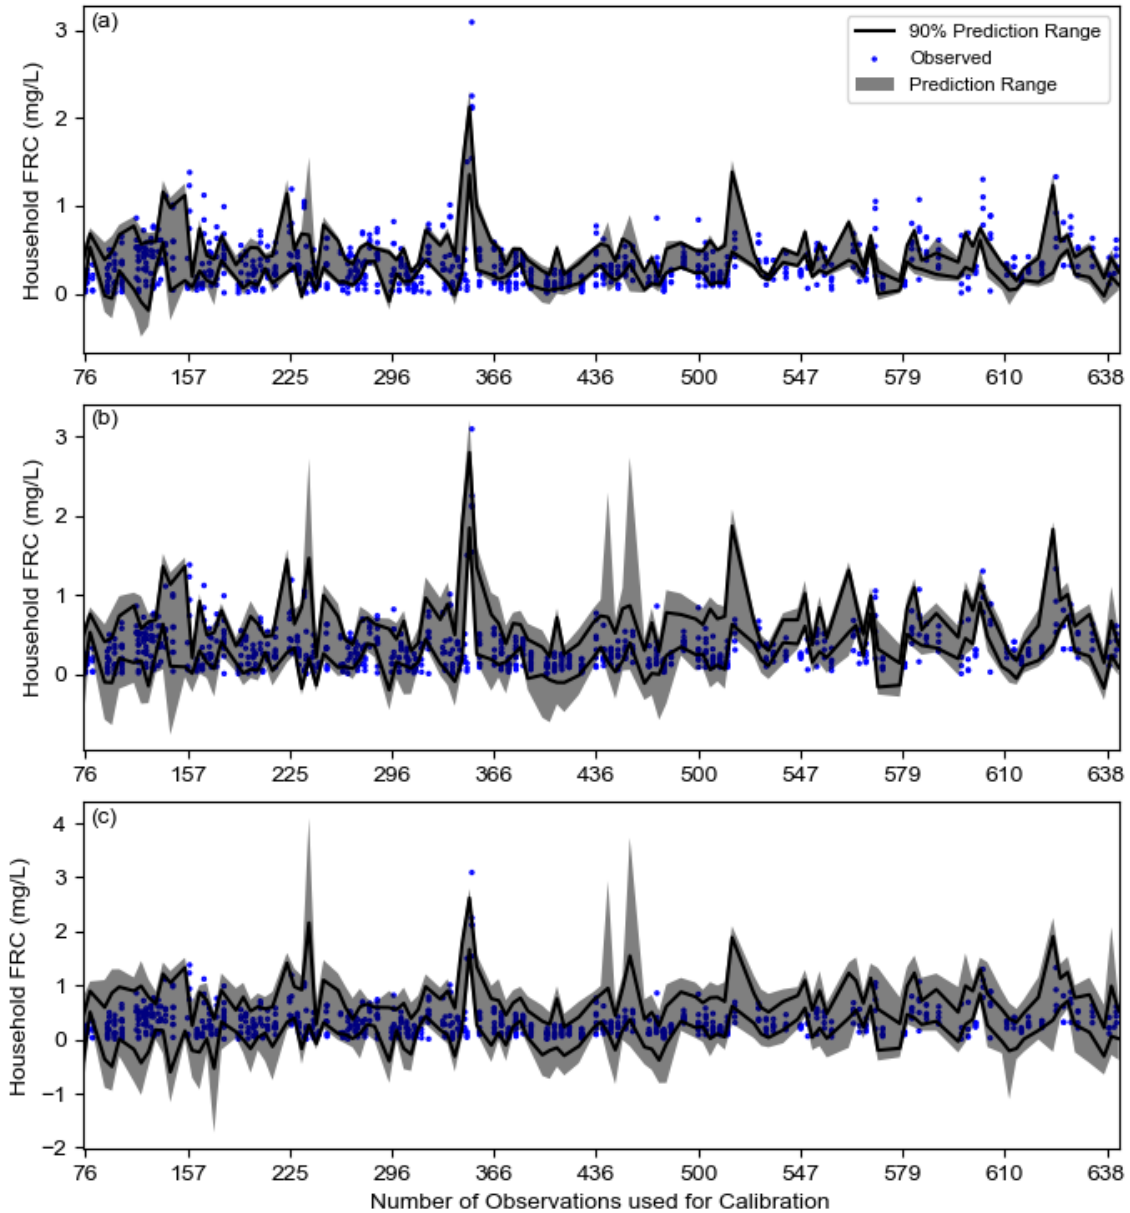 (a)
90% Prediction Range
Observed
Prediction Range
Household FRC (mg/L)
3
2
1
0
76 157 225 296 366 436 500 547 579 610 638
(b)
Household FRC (mg/L)
3
2
1
0
76 157 225 296 366 436 500 547 579 610 638
(c)
Household FRC (mg/L)
4
3
2
1
0
−1
−2
76 157 225 296 366 436 500 547 579 610 638
Number of Observations used for Calibration